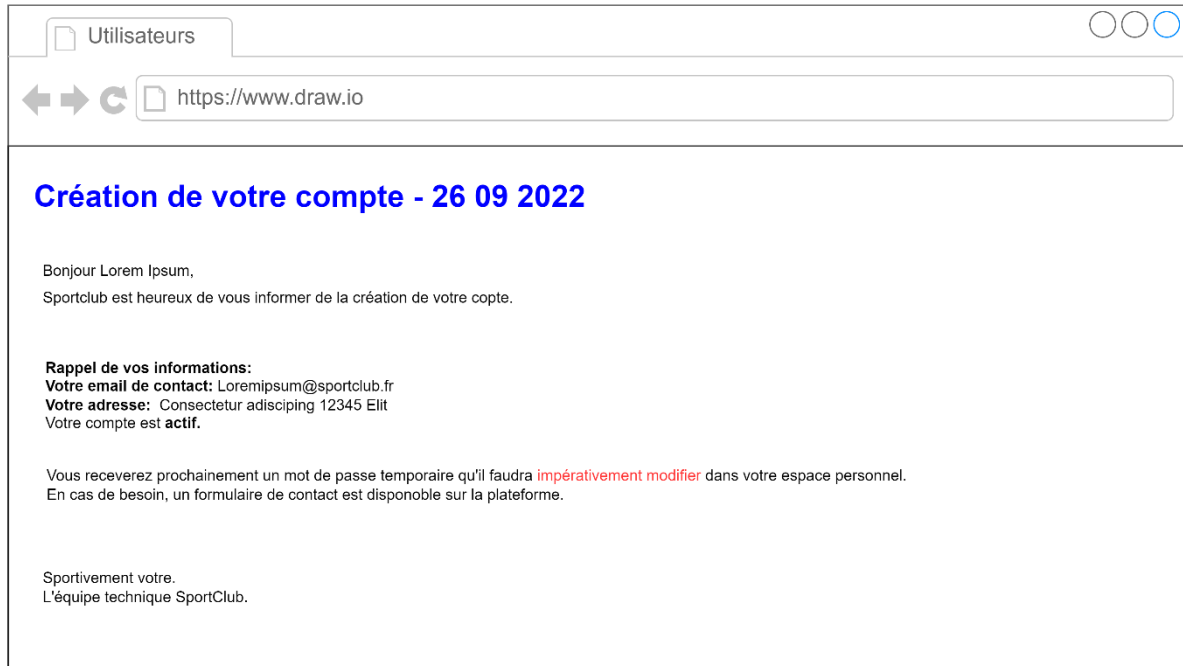 Utilisateurs
https://www.draw.io
Création de votre compte - 26 09 2022
Bonjour Lorem Ipsum,
Sportclub est heureux de vous informer de la création de votre copte.
Rappel de vos informations:
Votre email de contact: Loremipsum@sportclub.fr
Votre adresse: Consectetur adisciping 12345 Elit
Votre compte est actif.
Vous receverez prochainement un mot de passe temporaire qu'il faudra impérativement modifier dans votre espace personnel.
En cas de besoin, un formulaire de contact est disponoble sur la plateforme.
Sportivement votre.
L'équipe technique SportClub.